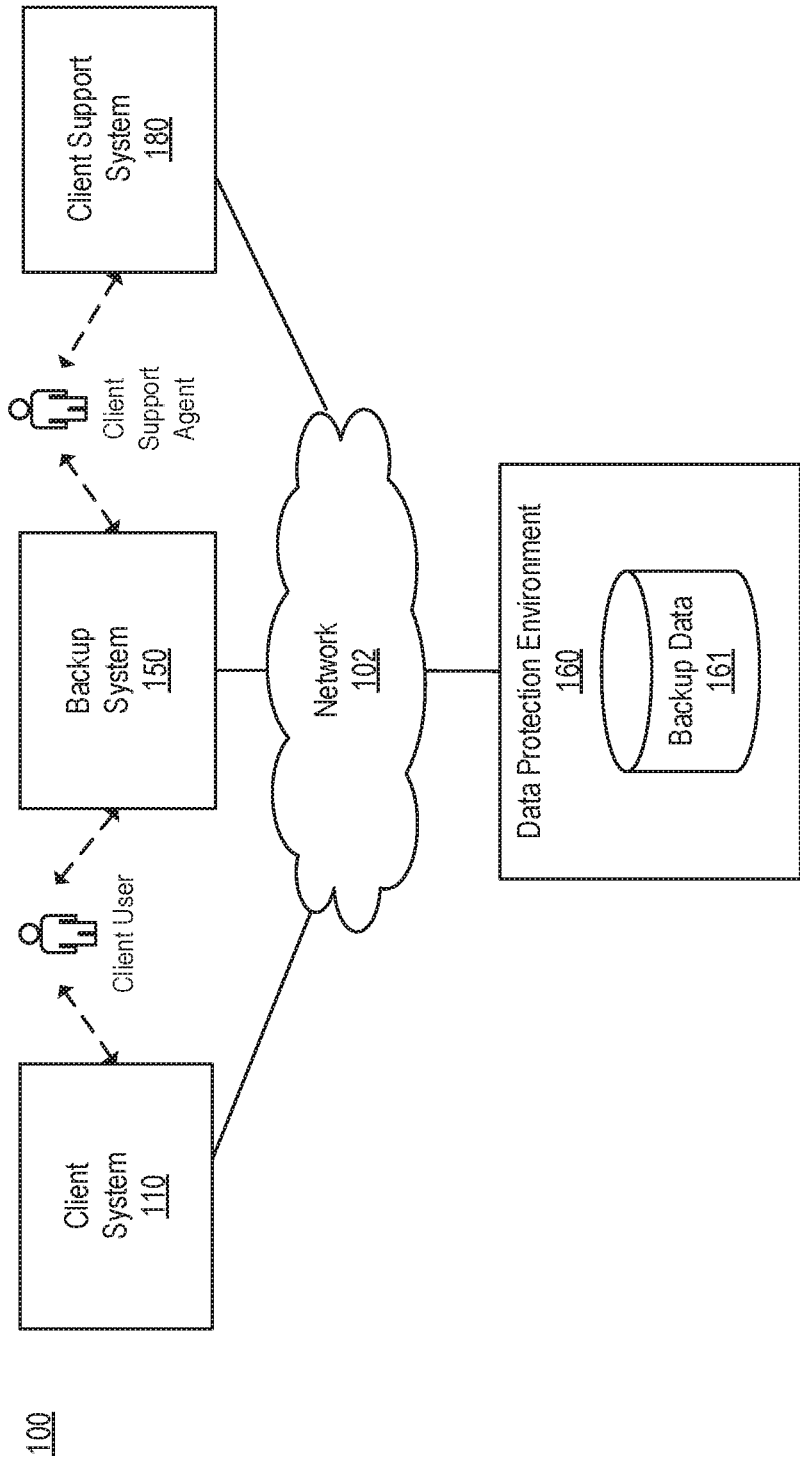 100
Client
System
110
Client User
Backup
System
150
Client
Support
Agent
Client Support
System
180
Network
102
Data Protection Environment
160
Backup Data
161